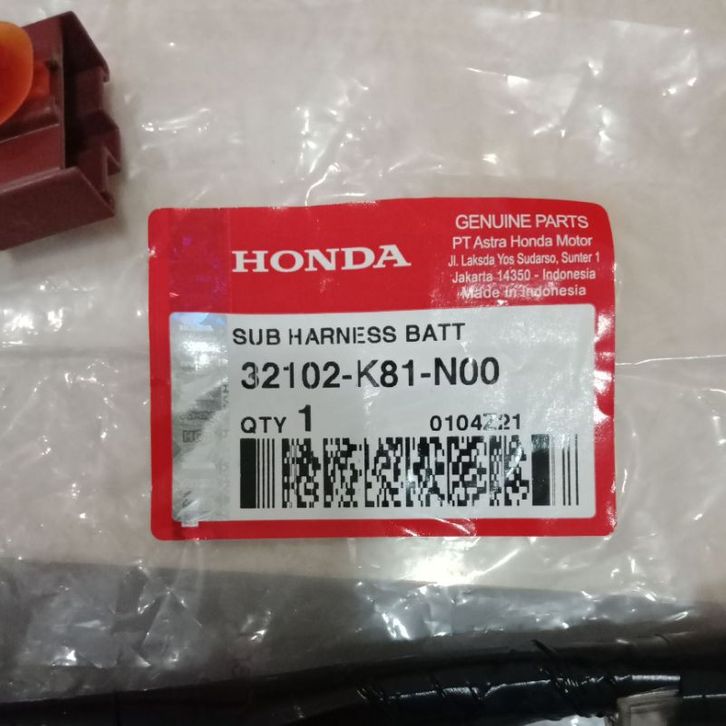 GENUINE PARTS
PT Astra Honda Motor
Jl. Laksda Yos Sudarso, Sunter 1
Jakarta 14350 - Indonesia
Made in Indonesia
HONDA
SUB HARNESS BATT
32102-K81-N00
QTY 1 0104Z21